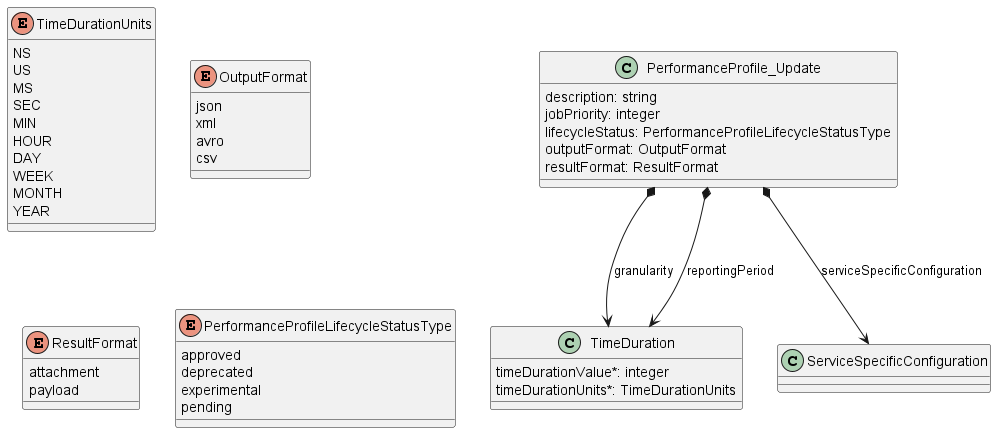 E TimeDurationUnits
NS
US
MS
SEC
MIN
HOUR
DAY
WEEK
MONTH
YEAR
E OutputFormat
json
xml
avro
csv
C PerformanceProfile_Update
description: string
jobPriority: integer
lifecycleStatus: PerformanceProfileLifecycleStatusType
outputFormat: OutputFormat
resultFormat: ResultFormat
granularity
reportingPeriod
serviceSpecificConfiguration
E ResultFormat
attachment
payload
E PerformanceProfileLifecycleStatusType
approved
deprecated
experimental
pending
C TimeDuration
timeDurationValue*: integer
timeDurationUnits*: TimeDurationUnits
C ServiceSpecificConfiguration